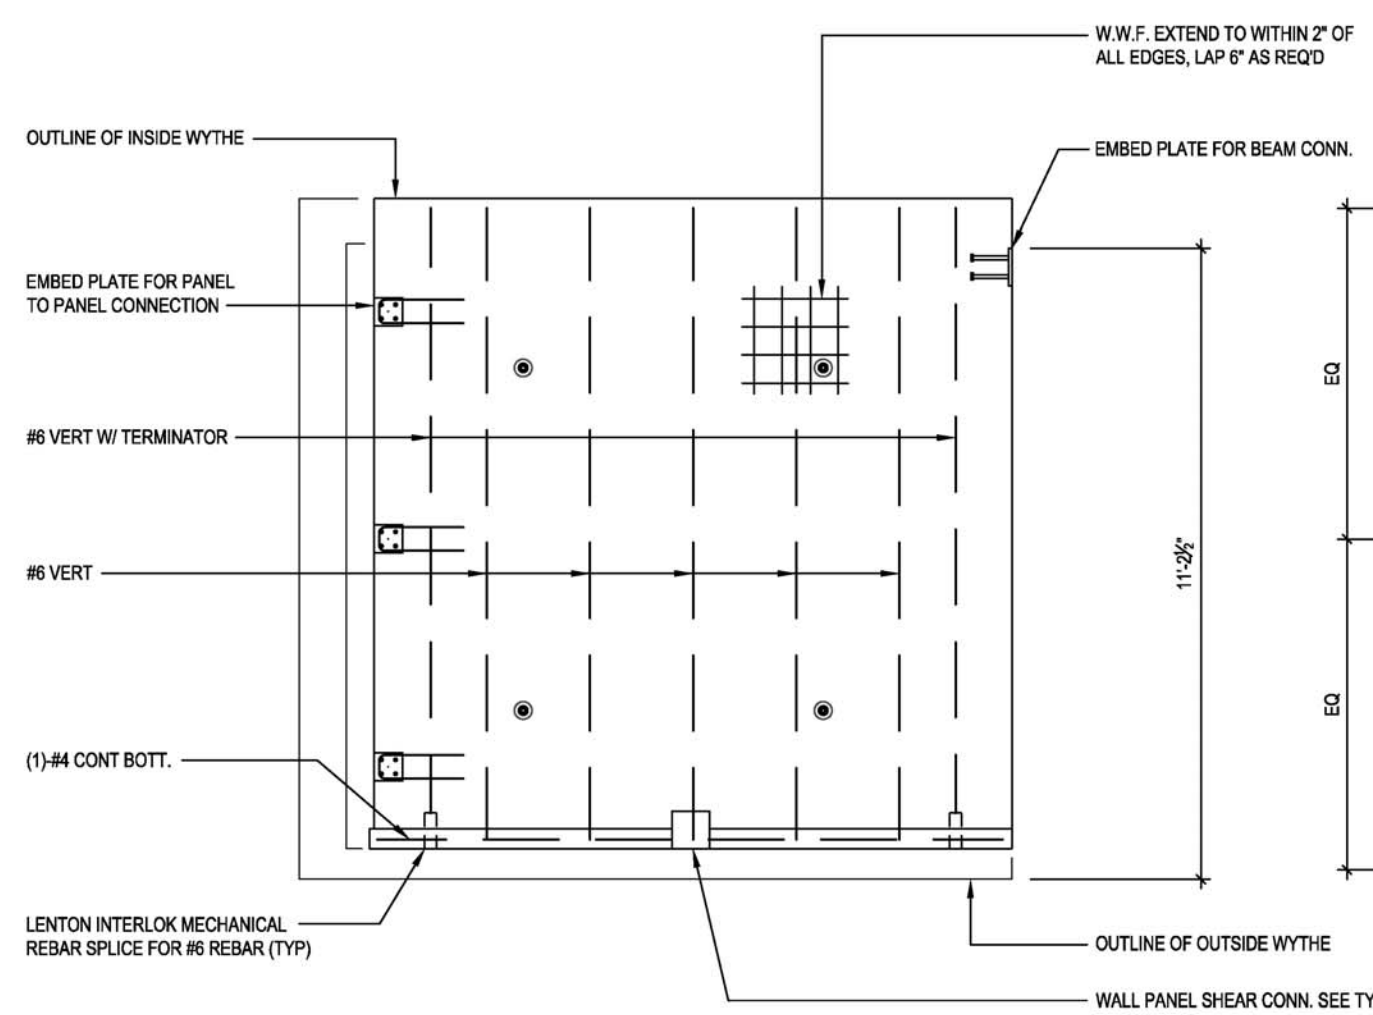 W.W.F. EXTEND TO WITHIN 2" OF
ALL EDGES, LAP 6" AS REQ'D
OUTLINE OF INSIDE WYTHE
EMBED PLATE FOR BEAM CONN.
EMBED PLATE FOR PANEL
TO PANEL CONNECTION
EQ
#6 VERT W/ TERMINATOR
11'-2½"
#6 VERT
EQ
(1)-#4 CONT BOTT.
LENTON INTERLOK MECHANICAL
REBAR SPLICE FOR #6 REBAR (TYP)
OUTLINE OF OUTSIDE WYTHE
WALL PANEL SHEAR CONN. SEE TY